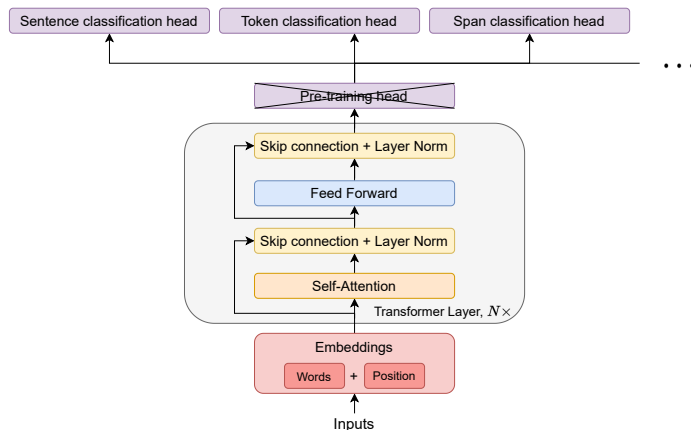 Sentence classification head
Token classification head
Span classification head
...
Pre-training head
Skip connection + Layer Norm
Feed Forward
Skip connection + Layer Norm
Self-Attention
Transformer Layer, N×
Embeddings
Words + Position
Inputs